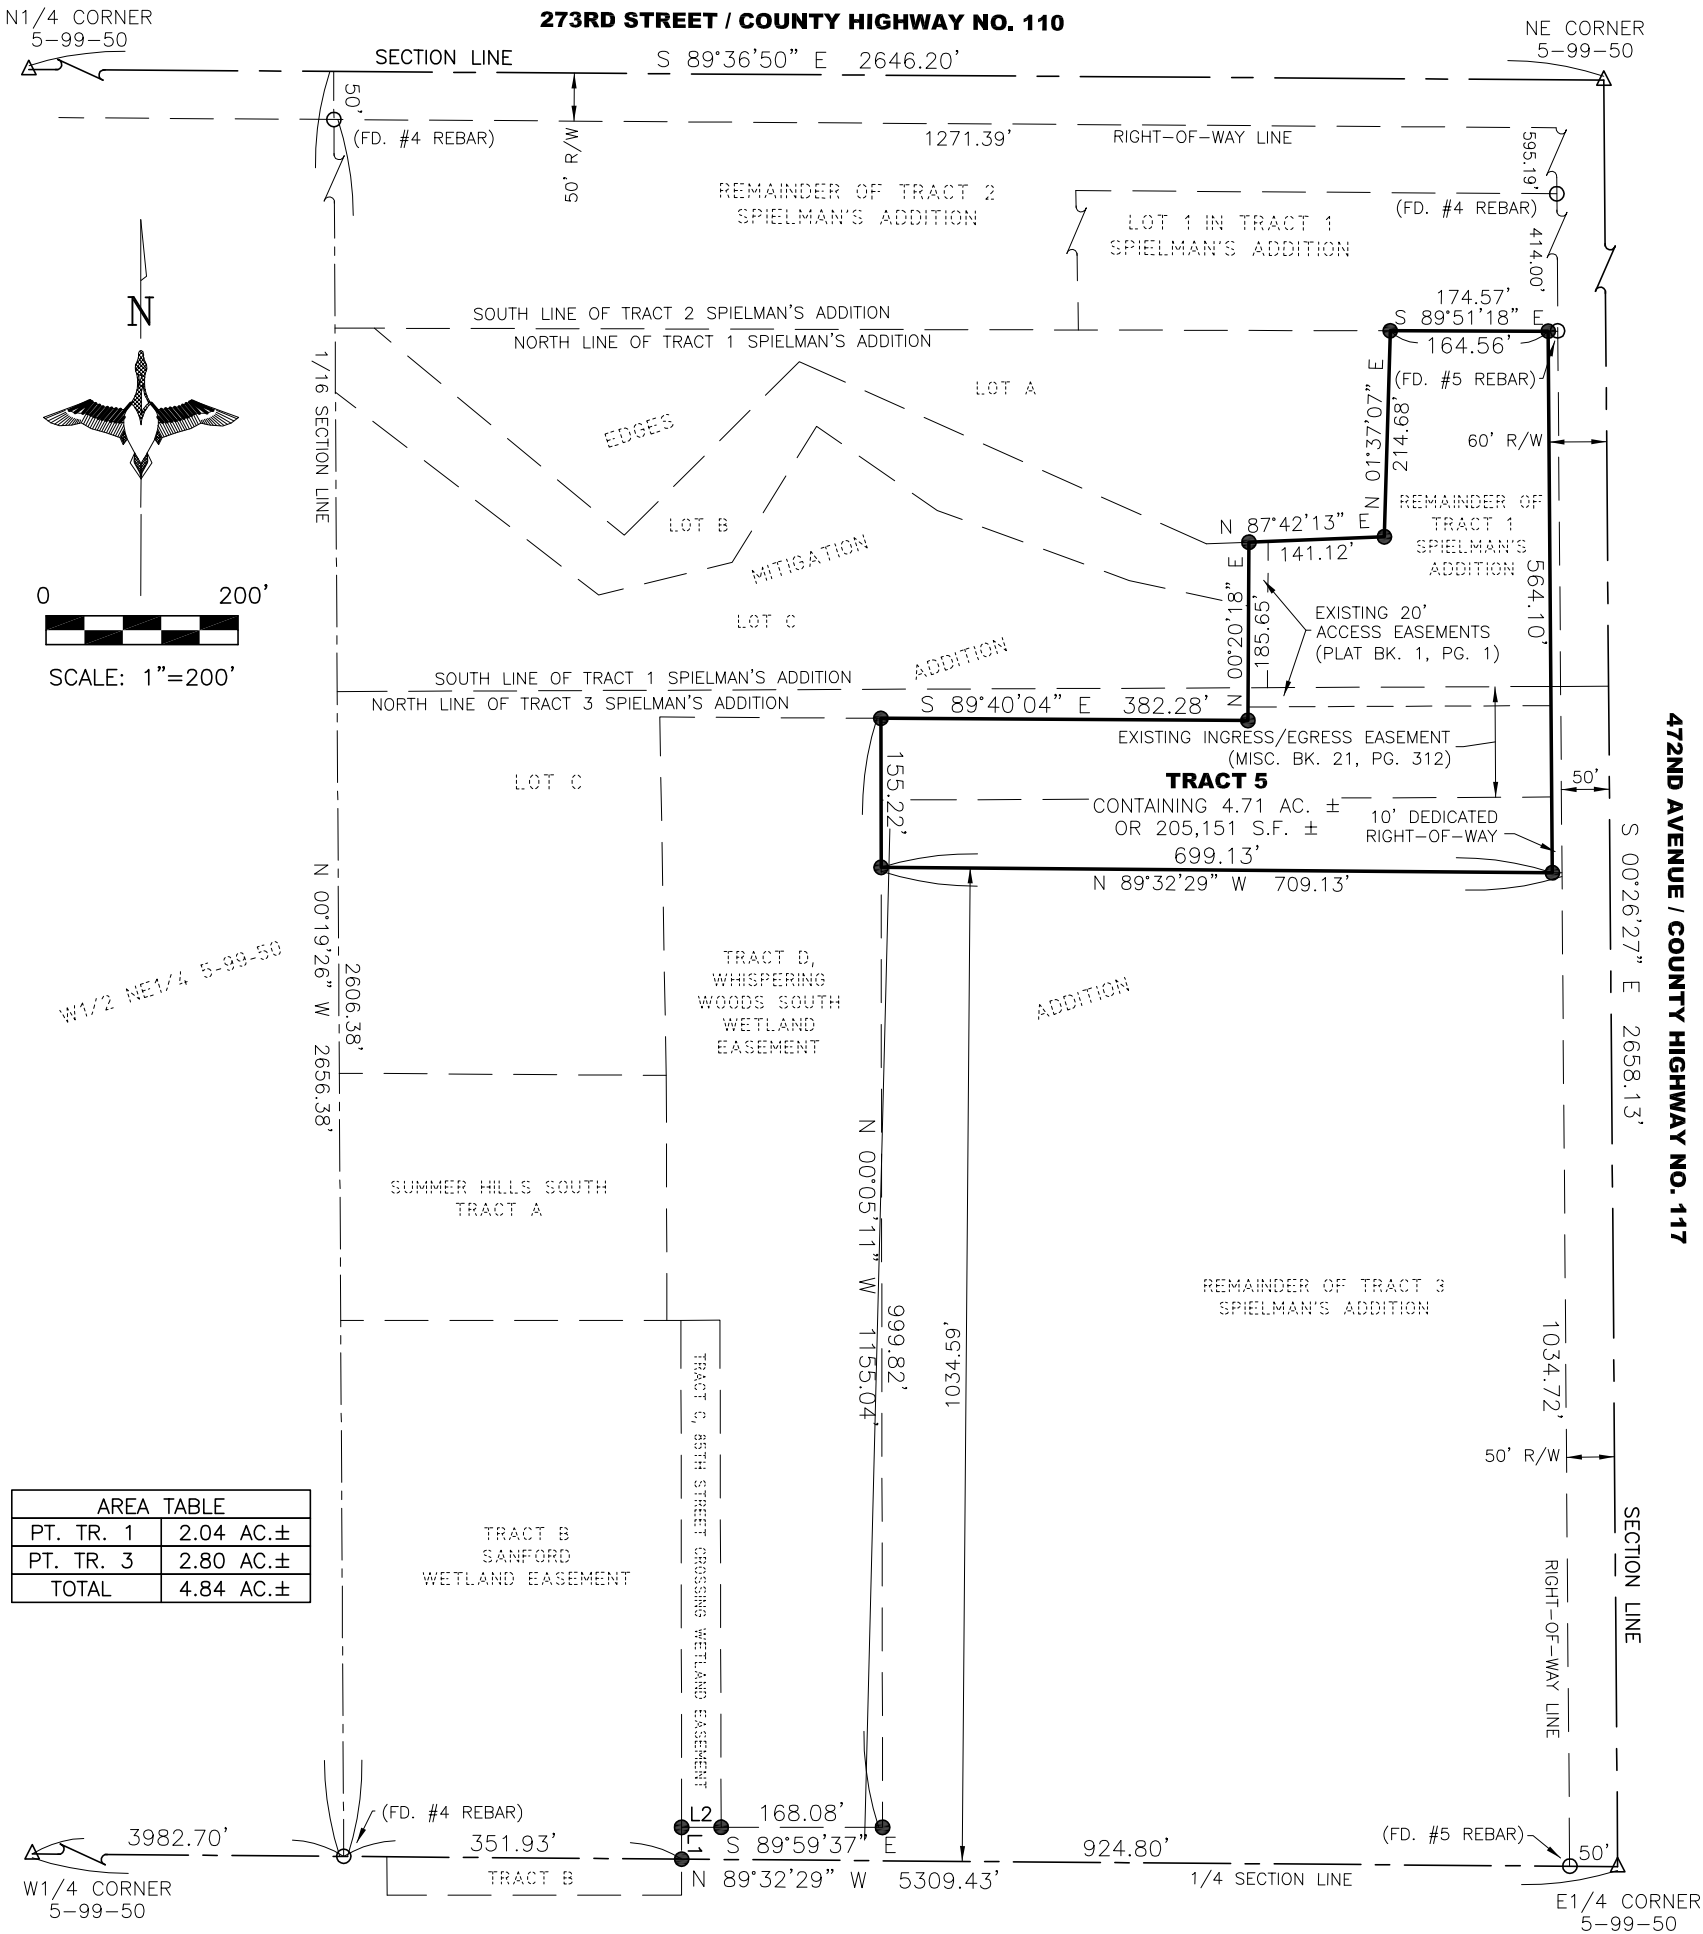 273RD STREET / COUNTY HIGHWAY NO. 110
N1/4 CORNER
5-99-50
NE CORNER
5-99-50
SECTION LINE
S 89°36'50" E 2646.20'
50'
(FD. #4 REBAR)
50' R/W
1271.39'
RIGHT-OF-WAY LINE
595.19'
(FD. #4 REBAR)
REMAINDER OF TRACT 2
SPIELMAN'S ADDITION
LOT 1 IN TRACT 1
SPIELMAN'S ADDITION
414.00'
N
SOUTH LINE OF TRACT 2 SPIELMAN'S ADDITION
NORTH LINE OF TRACT 1 SPIELMAN'S ADDITION
174.57'
S 89°51'18" E
164.56'
(FD. #5 REBAR)
1/16 SECTION LINE
LOT A
EDGES
N 01°37'07" E
214.68'
60' R/W
LOT B
MITIGATION
N 87°42'13" E
141.12'
REMAINDER OF
TRACT 1
SPIELMAN'S
ADDITION
564.10'
0 200'
SCALE: 1"=200'
LOT C
ADDITION
N 00°20'18" E
185.65'
EXISTING 20'
ACCESS EASEMENTS
(PLAT BK. 1, PG. 1)
SOUTH LINE OF TRACT 1 SPIELMAN'S ADDITION
NORTH LINE OF TRACT 3 SPIELMAN'S ADDITION
S 89°40'04" E 382.28'
EXISTING INGRESS/EGRESS EASEMENT
(MISC. BK. 21, PG. 312)
LOT C
155.22'
TRACT 5
CONTAINING 4.71 AC. ±
OR 205,151 S.F. ±
10' DEDICATED
RIGHT-OF-WAY
50'
699.13'
N 89°32'29" W 709.13'
472ND AVENUE / COUNTY HIGHWAY NO. 117
S 00°26'27" E 2658.13'
N 00°19'26" W 2656.38'
2606.38'
W1/2 NE1/4 5-99-50
TRACT D,
WHISPERING
WOODS SOUTH
WETLAND
EASEMENT
ADDITION
N 00°05'11" W 1155.04'
999.82'
1034.59'
SUMMER HILLS SOUTH
TRACT A
REMAINDER OF TRACT 3
SPIELMAN'S ADDITION
1034.72'
50' R/W
TRACT C, 85TH STREET CROSSING WETLAND EASEMENT
AREA TABLE
PT. TR. 1 2.04 AC.±
PT. TR. 3 2.80 AC.±
TOTAL 4.84 AC.±
TRACT B
SANFORD
WETLAND EASEMENT
SECTION LINE
RIGHT-OF-WAY LINE
(FD. #4 REBAR)
L2
168.08'
L1
S 89°59'37" E
3982.70'
351.93'
924.80'
(FD. #5 REBAR)
50'
TRACT B
N 89°32'29" W 5309.43'
1/4 SECTION LINE
W1/4 CORNER
5-99-50
E1/4 CORNER
5-99-50